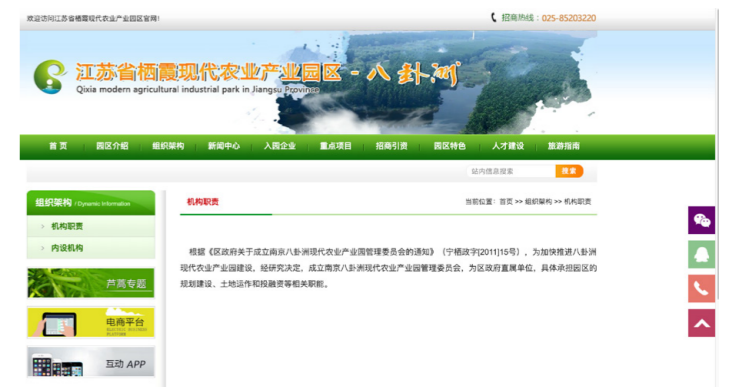 欢迎访问江苏省栖霞现代农业产业园区官网!
招商热线：025-85203220
江苏省栖霞现代农业产业园区 - 八卦洲
Qixia modern agricultural industrial park in Jiangsu Province
首 页 园区介绍 组织架构 新闻中心 入园企业 重点项目 招商引资 园区特色 人才建设 旅游指南
站内信息搜索 搜索
组织架构 / Dynamic Information
机构职责
内设机构
芦蒿专题
电商平台
互动 APP
机构职责
当前位置：首页 >> 组织架构 >> 机构职责
根据《区政府关于成立南京八卦洲现代农业产业园管理委员会的通知》（宁栖政字[2011]15号），为加快推进八卦洲
现代农业产业园建设，经研究决定，成立南京八卦洲现代农业产业园管理委员会，为区政府直属单位，具体承担园区的
规划建设、土地运作和投融资等相关职能。